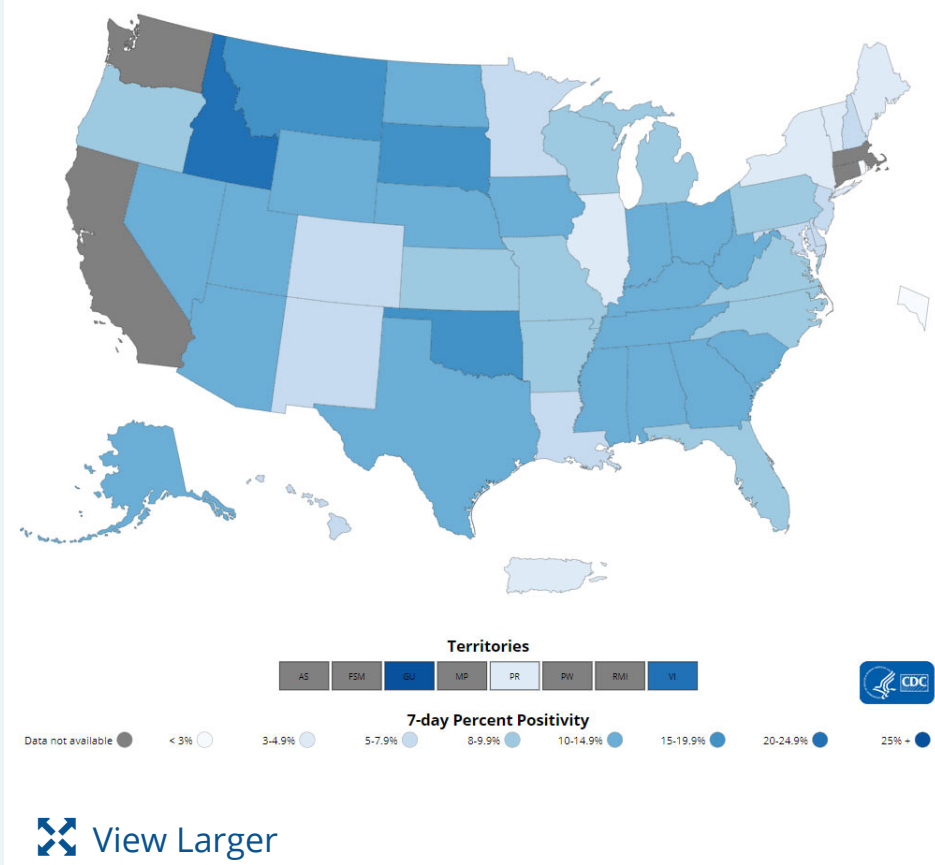 Territories
AS FSM GU MP PR PW RMI VI
CDC
7-day Percent Positivity
Data not available < 3% 3-4.9% 5-7.9% 8-9.9% 10-14.9% 15-19.9% 20-24.9% 25% +
View Larger